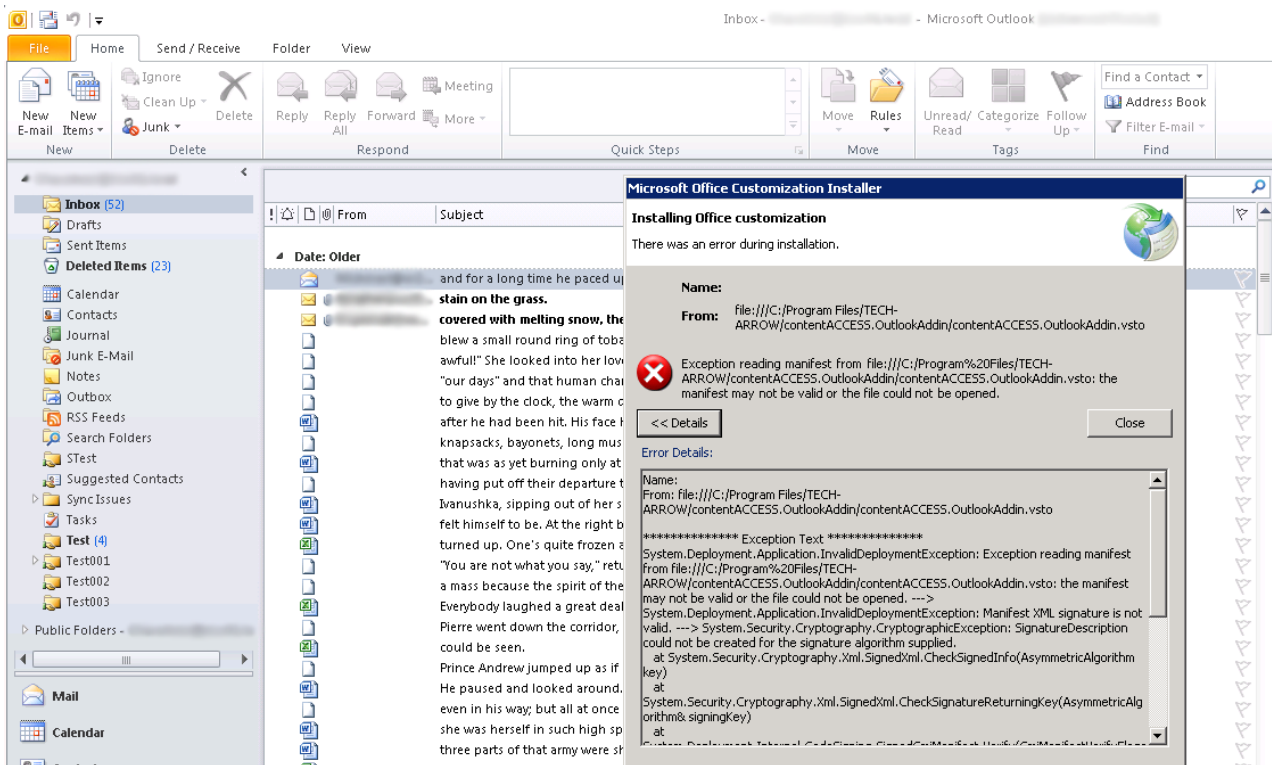 Inbox - - Microsoft Outlook
File Home Send / Receive Folder View
New E-mail
New Items
Ignore
Clean Up
Junk
Delete
Reply
Reply All
Forward
Meeting
More
Move
Rules
Unread/ Read
Categorize
Follow Up
Find a Contact
Address Book
Filter E-mail
New Delete Respond Quick Steps Move Tags Find
Inbox (52)
Drafts
Sent Items
Deleted Items (23)
Calendar
Contacts
Journal
Junk E-Mail
Notes
Outbox
RSS Feeds
Search Folders
STest
Suggested Contacts
Sync Issues
Tasks
Test (4)
Test001
Test002
Test003
Public Folders -
Mail
Calendar
! From Subject
Date: Older
and for a long time he paced up
stain on the grass.
covered with melting snow, the
blew a small round ring of toba
awful!" She looked into her love
"our days" and that human char
to give by the clock, the warm c
after he had been hit. His face h
knapsacks, bayonets, long mus
that was as yet burning only at
having put off their departure t
Ivanushka, sipping out of her s
felt himself to be. At the right b
turned up. One's quite frozen a
"You are not what you say," retu
a mass because the spirit of the
Everybody laughed a great deal
Pierre went down the corridor,
could be seen.
Prince Andrew jumped up as if
He paused and looked around.
even in his way; but all at once
she was herself in such high sp
three parts of that army were sh
Microsoft Office Customization Installer
Installing Office customization
There was an error during installation.
Name:
From: file:///C:/Program Files/TECH-
ARROW/contentACCESS.OutlookAddin/contentACCESS.OutlookAddin.vsto
Exception reading manifest from file:///C:/Program%20Files/TECH-
ARROW/contentACCESS.OutlookAddin/contentACCESS.OutlookAddin.vsto: the
manifest may not be valid or the file could not be opened.
<< Details Close
Error Details:
Name:
From: file:///C:/Program Files/TECH-
ARROW/contentACCESS.OutlookAddin/contentACCESS.OutlookAddin.vsto
************** Exception Text **************
System.Deployment.Application.InvalidDeploymentException: Exception reading manifest
from file:///C:/Program%20Files/TECH-
ARROW/contentACCESS.OutlookAddin/contentACCESS.OutlookAddin.vsto: the manifest
may not be valid or the file could not be opened. --->
System.Deployment.Application.InvalidDeploymentException: Manifest XML signature is not
valid. ---> System.Security.Cryptography.CryptographicException: SignatureDescription
could not be created for the signature algorithm supplied.
at System.Security.Cryptography.Xml.SignedXml.CheckSignedInfo(AsymmetricAlgorithm
key)
at
System.Security.Cryptography.Xml.SignedXml.CheckSignatureReturningKey(AsymmetricAlg
orithm& signingKey)
at